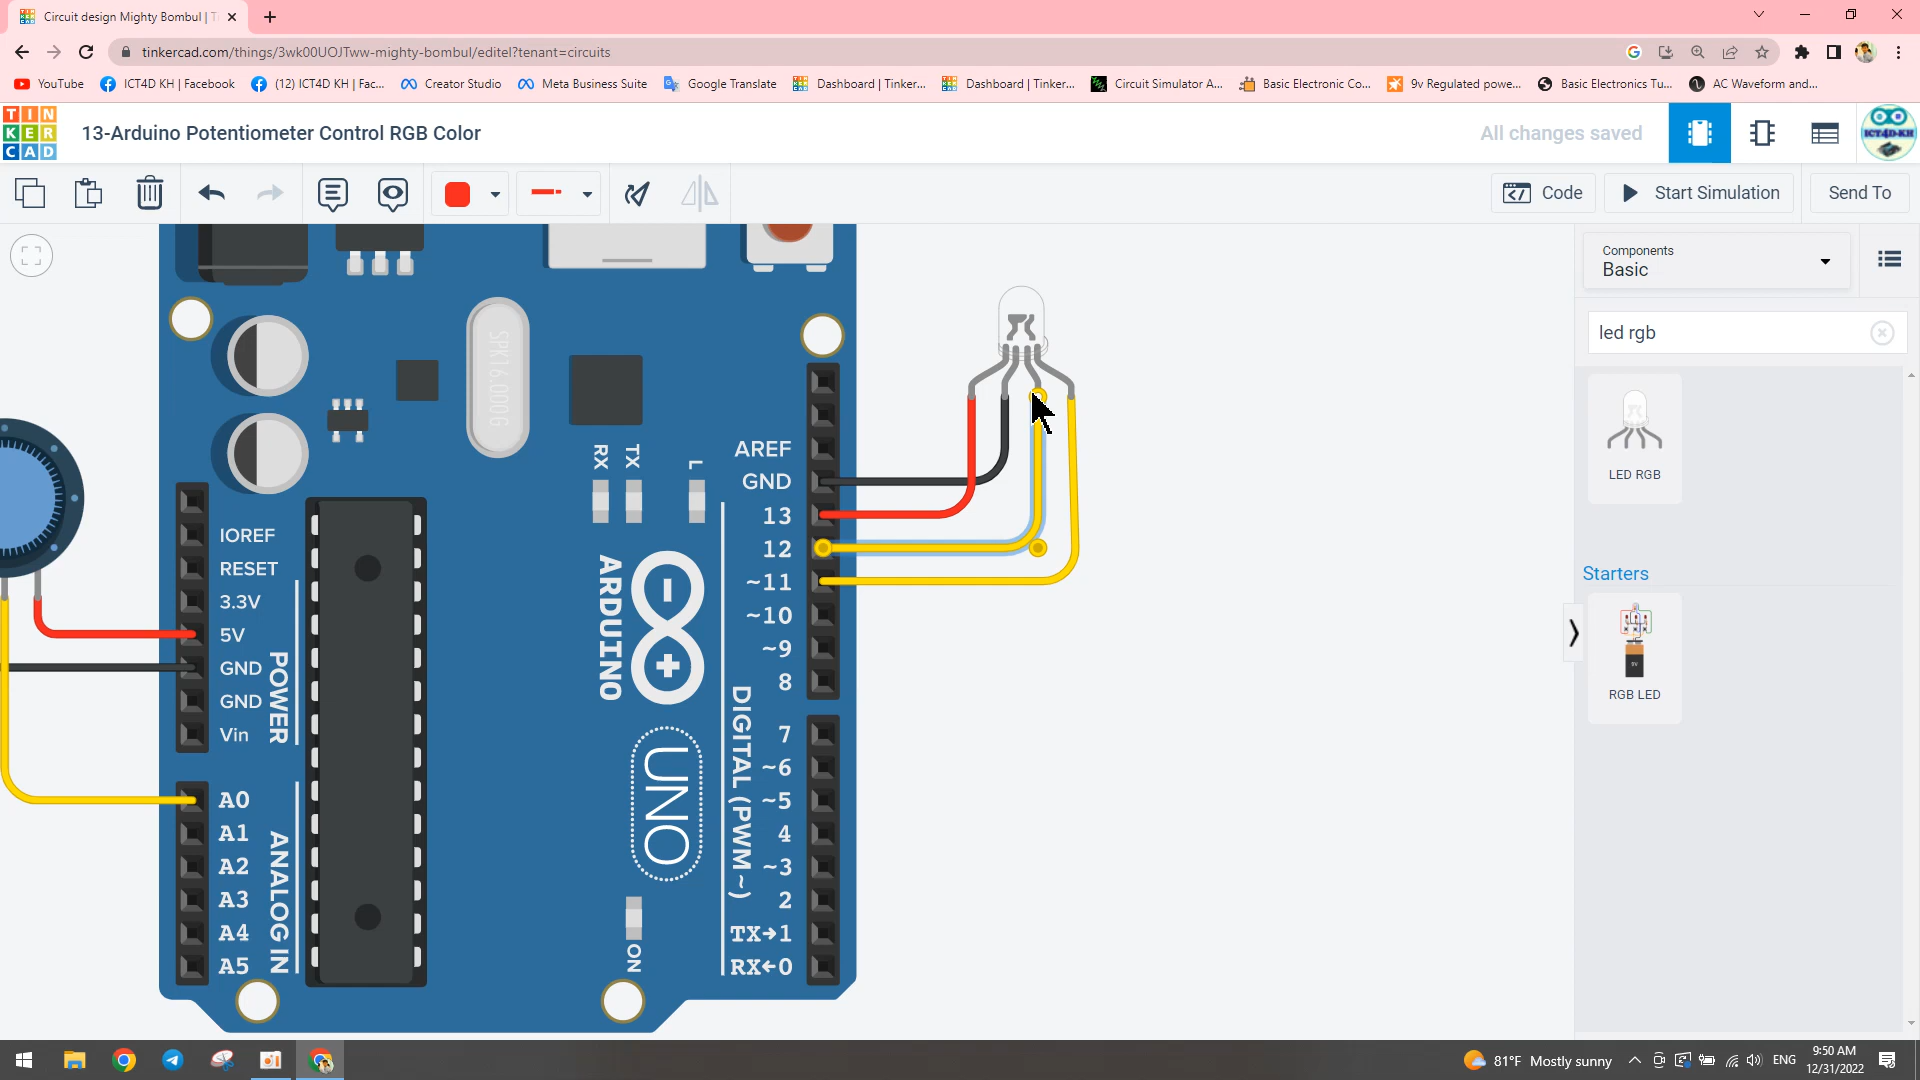 Circuit design Mighty Bombul | T
tinkercad.com/things/3wk00UOJTww-mighty-bombul/editel?tenant=circuits
YouTube
ICT4D KH | Facebook
(12) ICT4D KH | Fac...
Creator Studio
Meta Business Suite
Google Translate
Dashboard | Tinker...
Dashboard | Tinker...
Circuit Simulator A...
Basic Electronic Co...
9v Regulated powe...
Basic Electronics Tu...
AC Waveform and...
TIN
KER
CAD
13-Arduino Potentiometer Control RGB Color
All changes saved
ICT4D-KH
Code
Start Simulation
Send To
Components
Basic
led rgb
LED RGB
Starters
9V
RGB LED
SPK16.000G
RX
TX
L
AREF
GND
13
12
~11
~10
~9
8
7
~6
~5
4
~3
2
TX→1
RX←0
DIGITAL (PWM~)
ARDUINO
UNO
ON
IOREF
RESET
3.3V
5V
GND
GND
Vin
POWER
A0
A1
A2
A3
A4
A5
ANALOG IN
81°F Mostly sunny
ENG
9:50 AM
12/31/2022